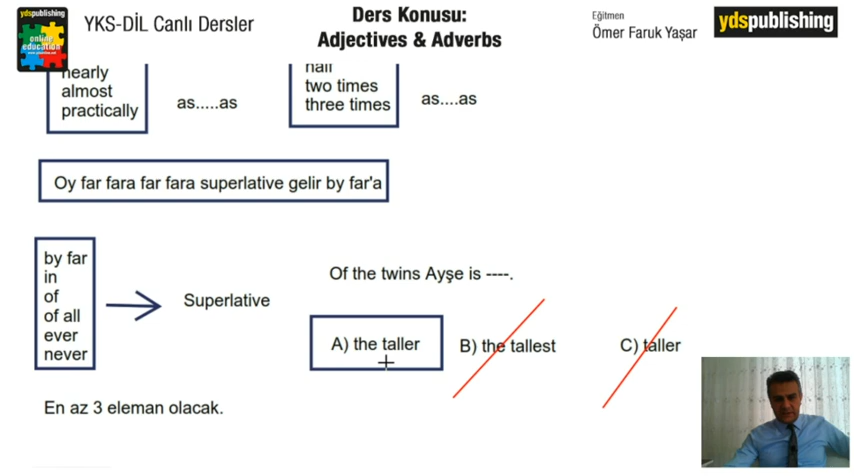 ydspublishing
online
education
YKS-DİL Canlı Dersler
Ders Konusu:
Adjectives & Adverbs
Eğitmen
Ömer Faruk Yaşar
ydspublishing
nearly
almost
practically
as.....as
half
two times
three times
as....as
Oy far fara far fara superlative gelir by far'a
by far
in
of
of all
ever
never
Superlative
Of the twins Ayşe is ----.
A) the taller
B) the tallest
C) taller
En az 3 eleman olacak.